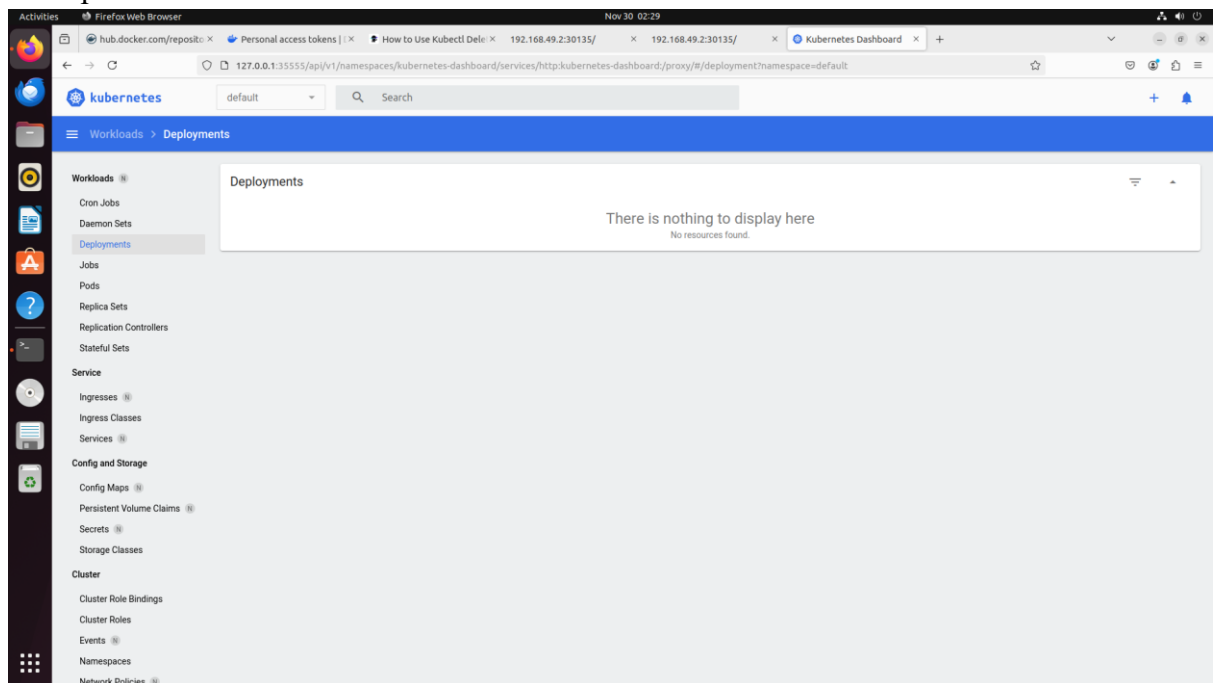 Activities Firefox Web Browser Nov 30 02:29
hub.docker.com/reposito Personal access tokens | How to Use Kubectl Dele 192.168.49.2:30135/ 192.168.49.2:30135/ Kubernetes Dashboard
127.0.0.1:35555/api/v1/namespaces/kubernetes-dashboard/services/http:kubernetes-dashboard:/proxy/#/deployment?namespace=default
kubernetes default Search
Workloads > Deployments
Workloads N
Cron Jobs
Daemon Sets
Deployments
Jobs
Pods
Replica Sets
Replication Controllers
Stateful Sets
Service
Ingresses N
Ingress Classes
Services N
Config and Storage
Config Maps N
Persistent Volume Claims N
Secrets N
Storage Classes
Cluster
Cluster Role Bindings
Cluster Roles
Events N
Namespaces
Network Policies N
Deployments
There is nothing to display here
No resources found.